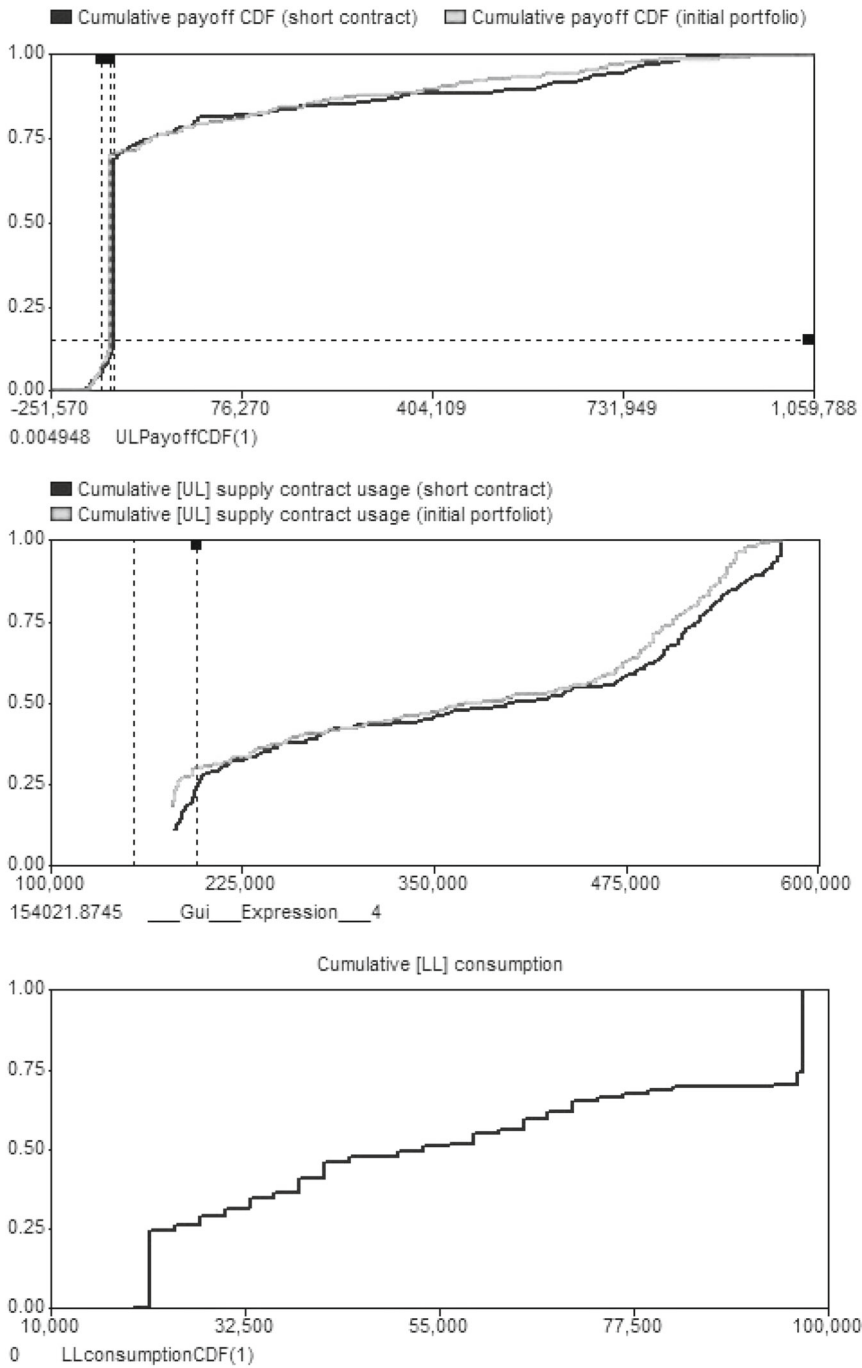 Cumulative payoff CDF (short contract) Cumulative payoff CDF (initial portfolio)
1.00
0.75
0.50
0.25
0.00
-251,570 76,270 404,109 731,949 1,059,788
0.004948 ULPayoffCDF(1)
Cumulative [UL] supply contract usage (short contract)
Cumulative [UL] supply contract usage (initial portfoliot)
1.00
0.75
0.50
0.25
0.00
100,000 225,000 350,000 475,000 600,000
154021.8745 ___Gui___Expression___4
Cumulative [LL] consumption
1.00
0.75
0.50
0.25
0.00
10,000 32,500 55,000 77,500 100,000
0 LLconsumptionCDF(1)